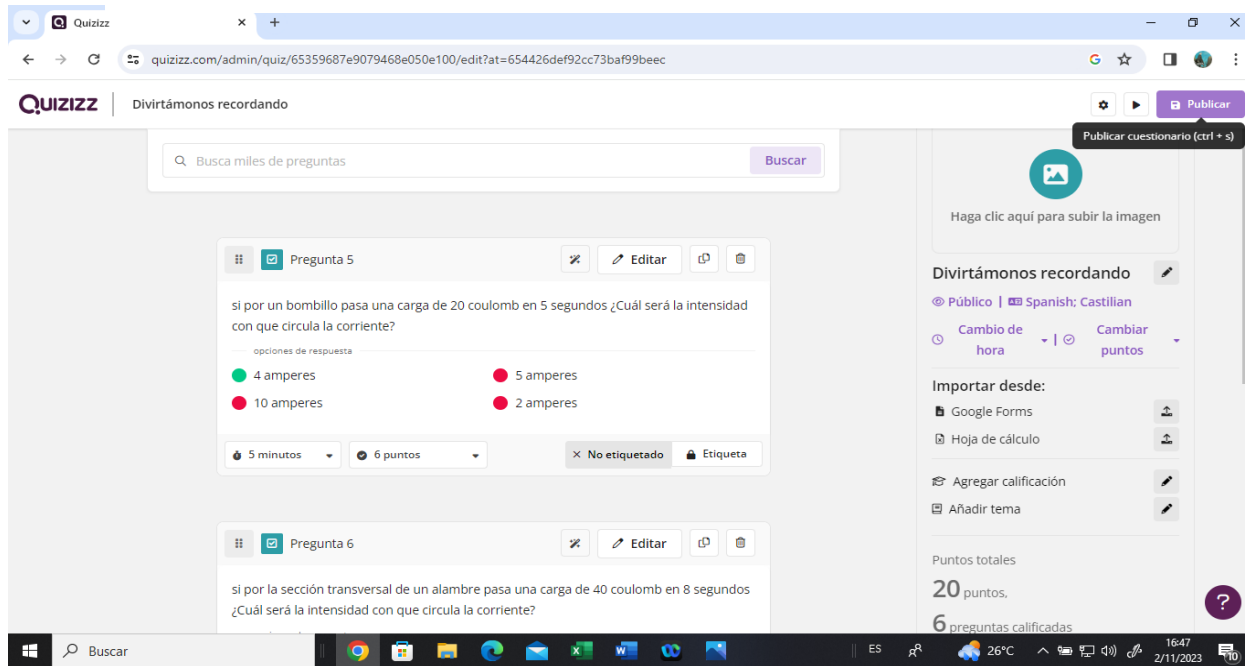 Quizizz
quizizz.com/admin/quiz/65359687e9079468e050e100/edit?at=654426def92cc73baf99beec
QUIZIZZ
Divirtámonos recordando
Publicar
Publicar cuestionario (ctrl + s)
Busca miles de preguntas
Buscar
Haga clic aquí para subir la imagen
Pregunta 5
Editar
si por un bombillo pasa una carga de 20 coulomb en 5 segundos ¿Cuál será la intensidad
con que circula la corriente?
opciones de respuesta
4 amperes
5 amperes
10 amperes
2 amperes
5 minutos
6 puntos
No etiquetado
Etiqueta
Divirtámonos recordando
Público | Spanish; Castilian
Cambio de
hora
Cambiar
puntos
Importar desde:
Google Forms
Hoja de cálculo
Agregar calificación
Añadir tema
Pregunta 6
Editar
si por la sección transversal de un alambre pasa una carga de 40 coulomb en 8 segundos
¿Cuál será la intensidad con que circula la corriente?
Puntos totales
20 puntos,
6 preguntas calificadas
?
Buscar
ES
26°C
16:47
2/11/2023
10